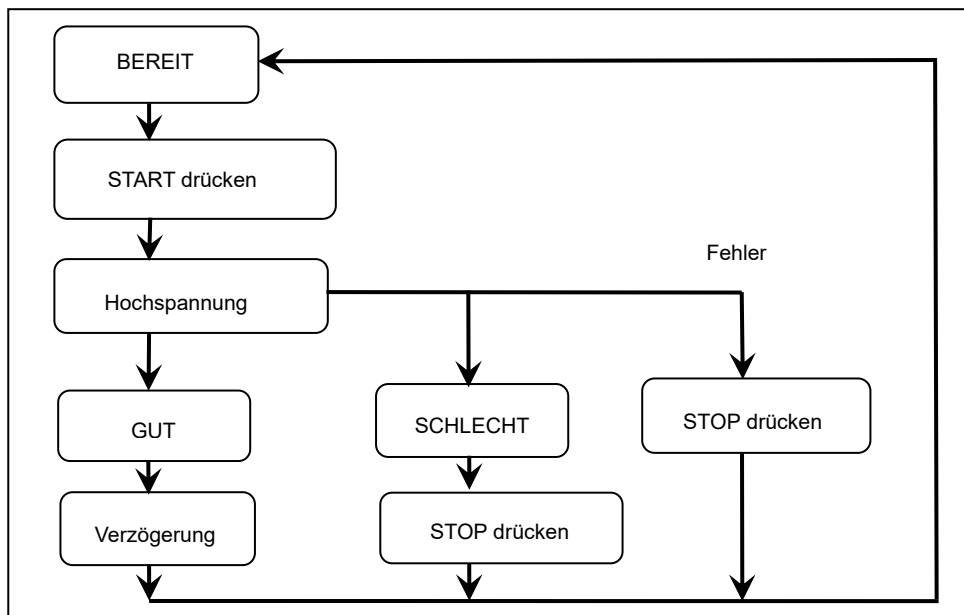 BEREIT
START drücken
Fehler
Hochspannung
GUT
SCHLECHT
STOP drücken
Verzögerung
STOP drücken